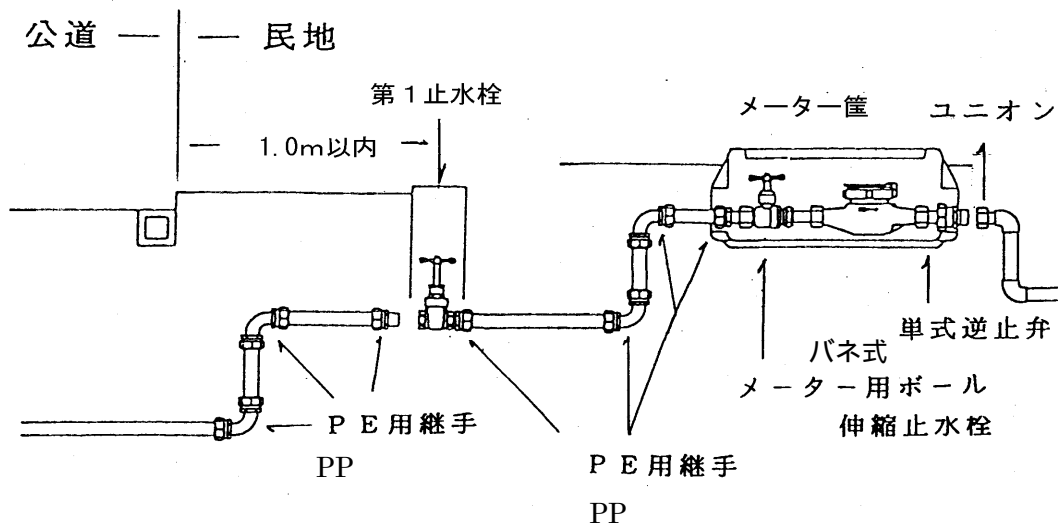 公道 ― ― 民地
第1止水栓
1.0m以内
メーター筐
ユニオン
単式逆止弁
バネ式
メーター用ボール
伸縮止水栓
PE用継手
PP
PE用継手
PP